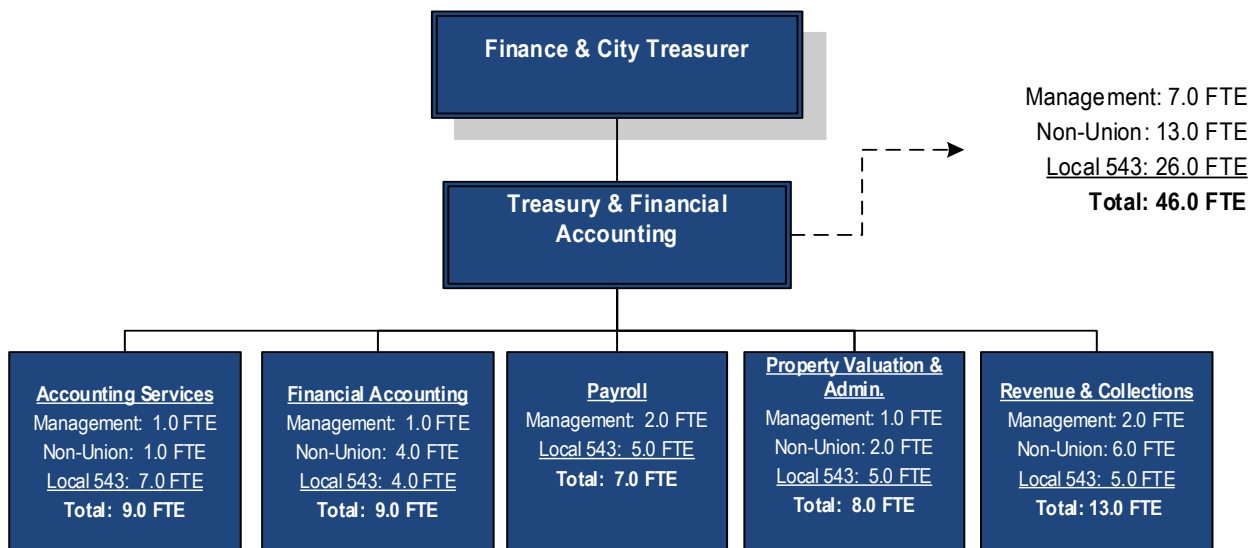 Finance & City Treasurer
Management: 7.0 FTE
Non-Union: 13.0 FTE
Local 543: 26.0 FTE
Total: 46.0 FTE
Treasury & Financial
Accounting
Accounting Services
Management: 1.0 FTE
Non-Union: 1.0 FTE
Local 543: 7.0 FTE
Total: 9.0 FTE
Financial Accounting
Management: 1.0 FTE
Non-Union: 4.0 FTE
Local 543: 4.0 FTE
Total: 9.0 FTE
Payroll
Management: 2.0 FTE
Local 543: 5.0 FTE
Total: 7.0 FTE
Property Valuation &
Admin.
Management: 1.0 FTE
Non-Union: 2.0 FTE
Local 543: 5.0 FTE
Total: 8.0 FTE
Revenue & Collections
Management: 2.0 FTE
Non-Union: 6.0 FTE
Local 543: 5.0 FTE
Total: 13.0 FTE